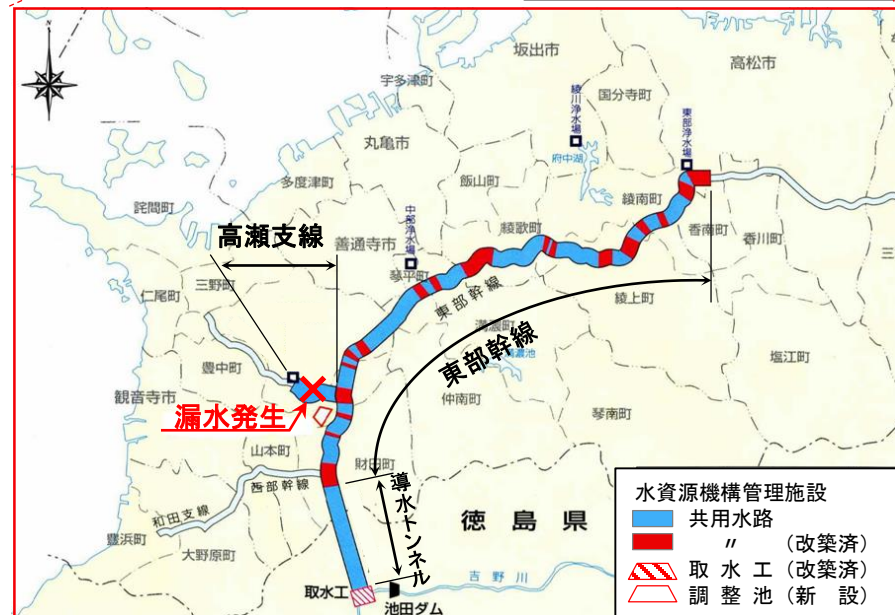 N
坂出市
高松市
宇多津町
国分寺町
綾川浄水場
東部浄水場
丸亀市
府中湖
多度津町
飯山町
綾南町
詫間町
高瀬支線
善通寺市
中部浄水場
綾歌町
香南町
香川町
三
三野町
琴平町
仁尾町
東部幹線
綾上町
満濃町
東部幹線
満濃池
塩江町
豊中町
観音寺市
漏水発生
仲南町
琴南町
山本町
財田町
西部幹線
和田支線
導水トンネル
豊浜町
大野原町
徳島県
取水工
吉野川
池田ダム
水資源機構管理施設
共用水路
〃 (改築済)
取水工(改築済)
調整池(新 設)